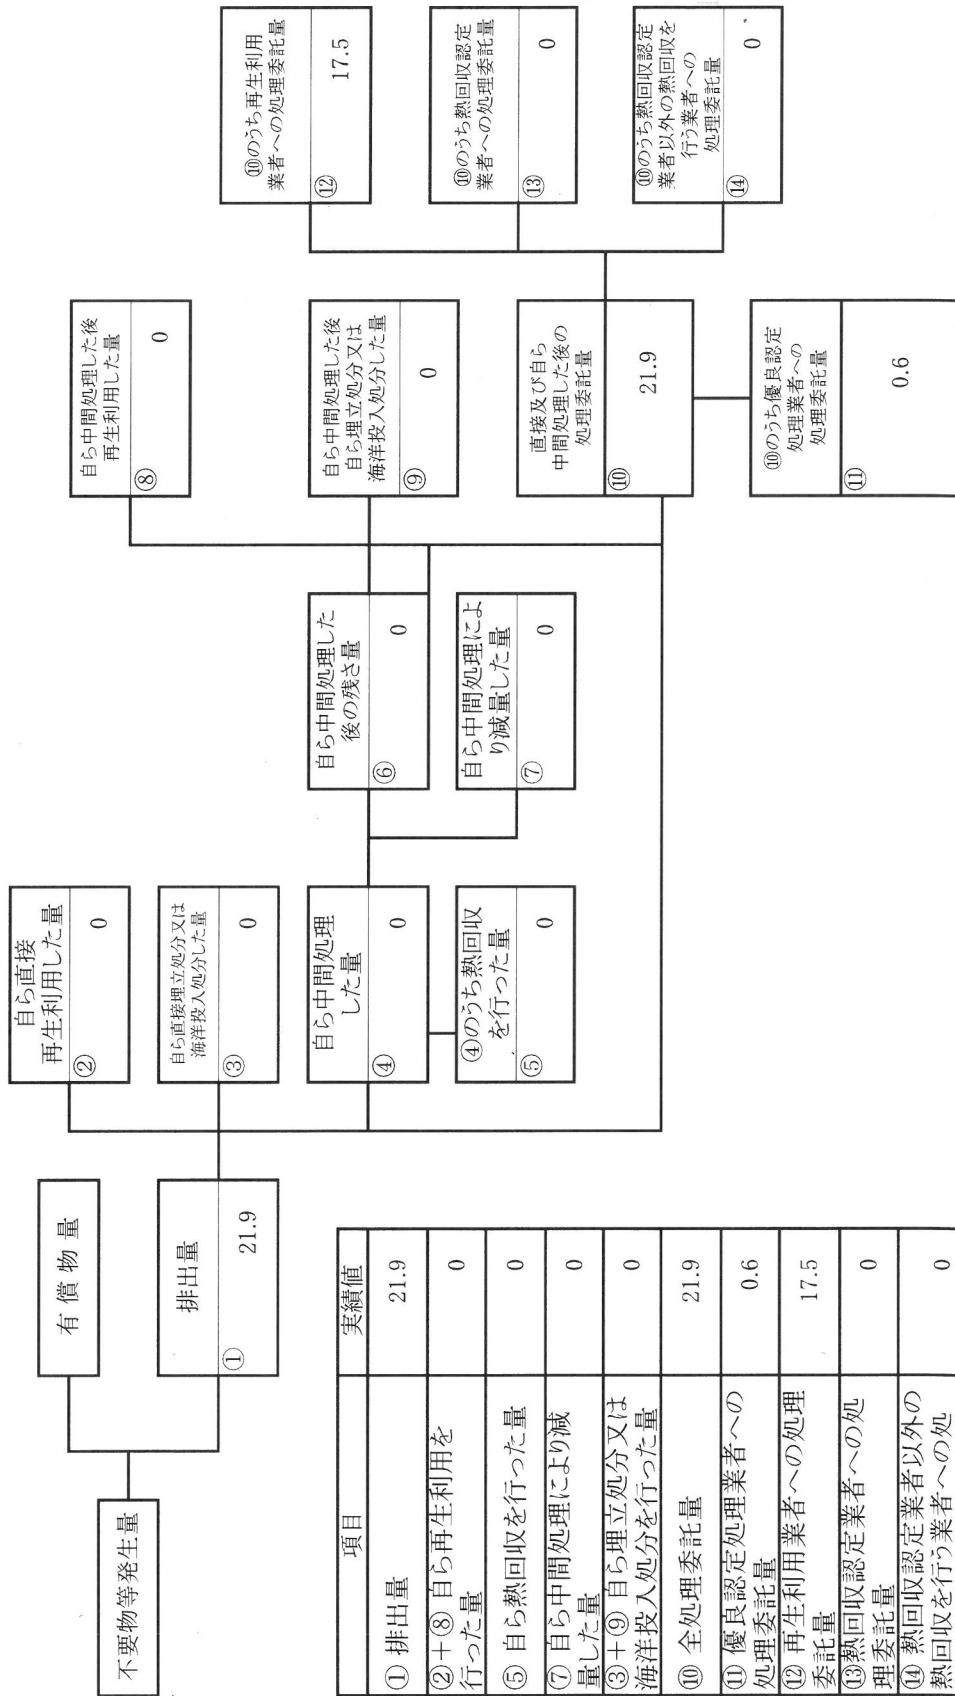 不要物等発生量
有償物量
排出量
①
21.9
自ら直接
再生利用した量
②
0
自ら直接埋立処分又は
海洋投入処分した量
③
0
自ら中間処理
した量
④
0
④のうち熱回収
を行った量
⑤
0
自ら中間処理した
後の残さ量
⑥
0
自ら中間処理によ
り減量した量
⑦
0
自ら中間処理した後
再生利用した量
⑧
0
自ら中間処理した後
自ら埋立処分又は
海洋投入処分した量
⑨
0
直接及び自ら
中間処理した後の
処理委託量
⑩
21.9
⑩のうち優良認定
処理業者への
処理委託量
⑪
0.6
⑩のうち再生利用
業者への処理委託量
⑫
17.5
⑩のうち熱回収認定
業者への処理委託量
⑬
0
⑩のうち熱回収認定
業者以外の熱回収を
行う業者への
処理委託量
⑭
0
項目 実績値
① 排出量 21.9
②+⑧ 自ら再生利用を
行った量 0
⑤ 自ら熱回収を行った量 0
⑦ 自ら中間処理により減
量した量 0
③+⑨ 自ら埋立処分又は
海洋投入処分を行った量 0
⑩ 全処理委託量 21.9
⑪ 優良認定処理業者への
処理委託量 0.6
⑫ 再生利用業者への処理
委託量 17.5
⑬熱回収認定業者への処
理委託量 0
⑭ 熱回収認定業者以外の
熱回収を行う業者への処 0